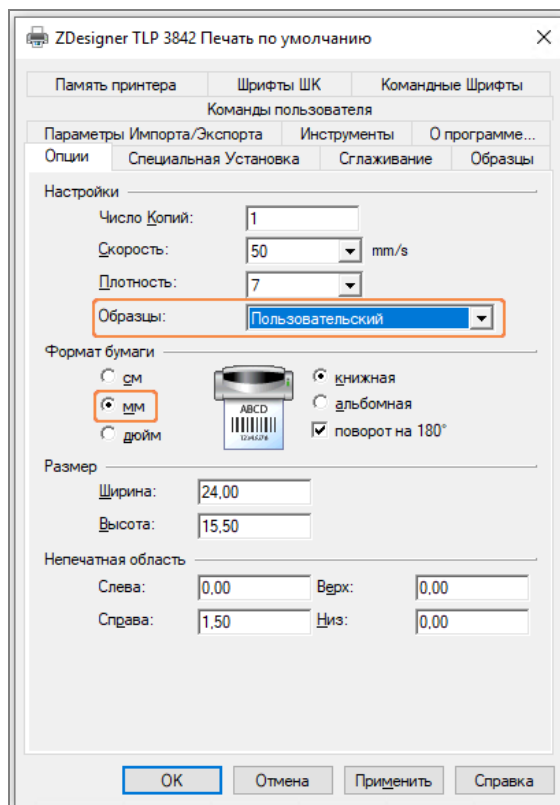 ZDesigner TLP 3842 Печать по умолчанию
Память принтера Шрифты ШК Командные Шрифты
Команды пользователя
Параметры Импорта/Экспорта Инструменты О программе...
Опции Специальная Установка Сглаживание Образцы
Настройки
Число Копий: 1
Скорость: 50 mm/s
Плотность: 7
Образцы: Пользовательский
Формат бумаги
см
мм
дюйм
ABCD
книжная
альбомная
поворот на 180°
Размер
Ширина: 24,00
Высота: 15,50
Непечатная область
Слева: 0,00 Верх: 0,00
Справа: 1,50 Низ: 0,00
OK Отмена Применить Справка